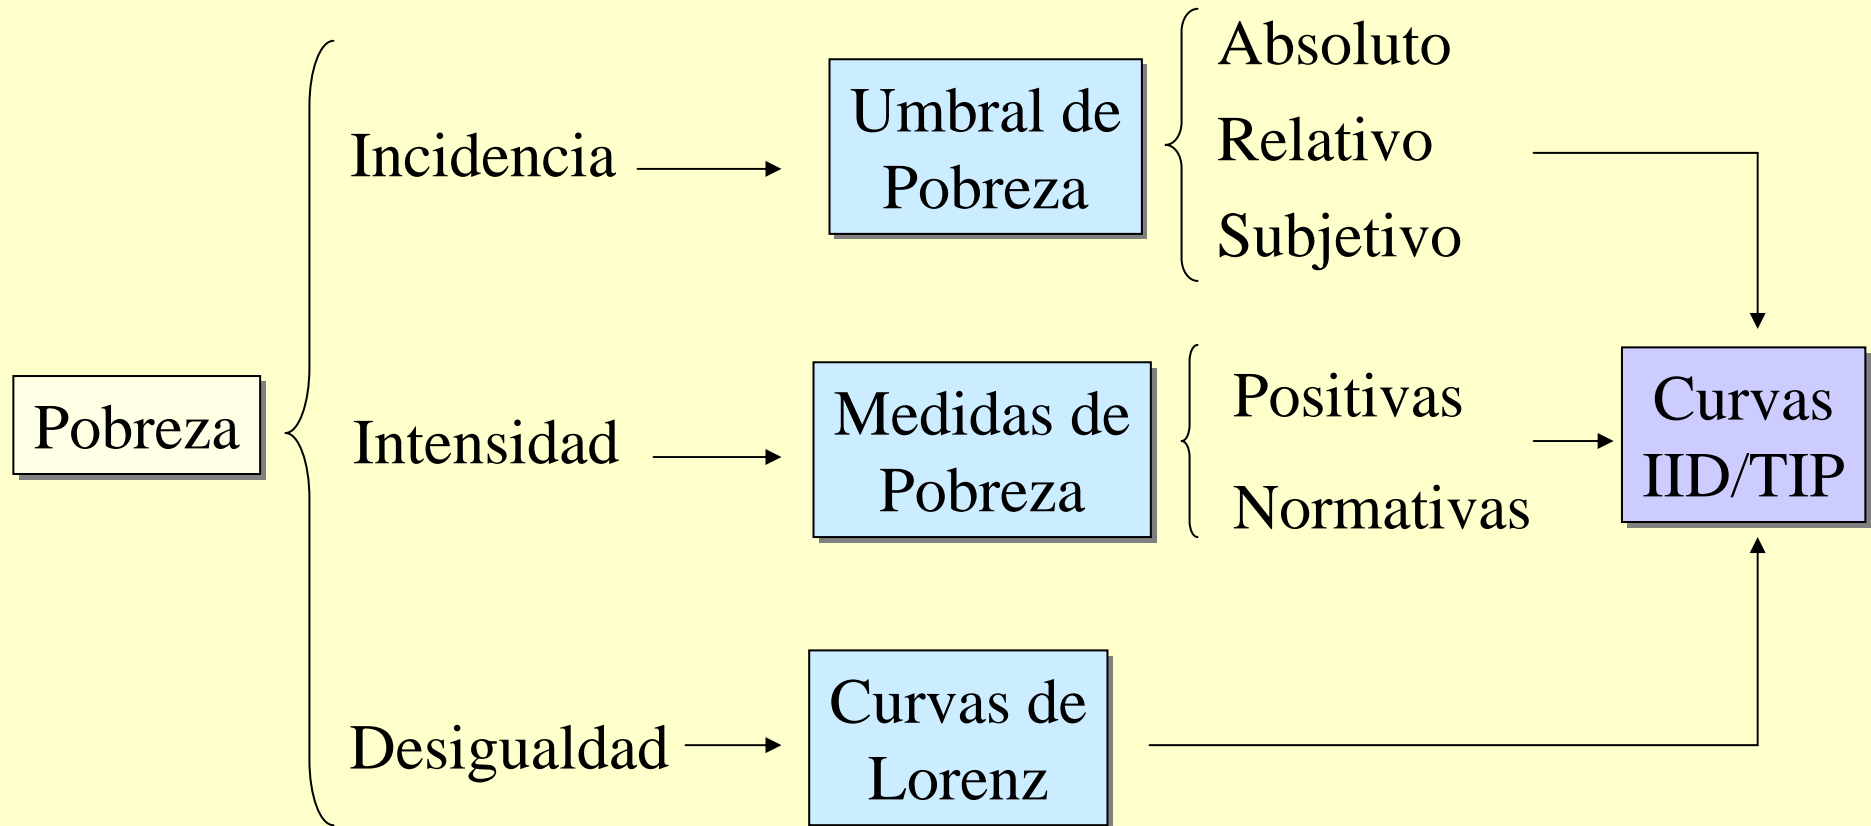 Pobreza
Incidencia
Umbral de
Pobreza
Absoluto
Relativo
Subjetivo
Intensidad
Medidas de
Pobreza
Positivas
Normativas
Desigualdad
Curvas de
Lorenz
Curvas
IID/TIP